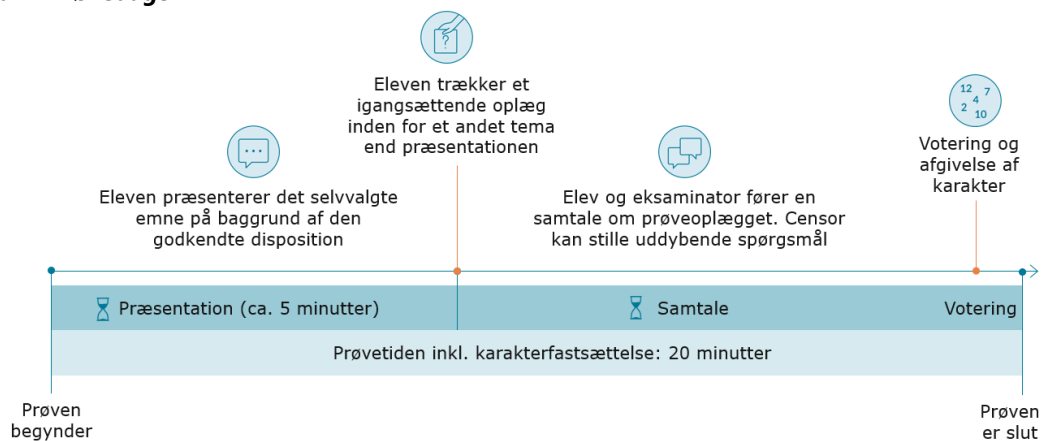 ?
Eleven trækker et
igangsættende oplæg
inden for et andet tema
end præsentationen
12 7
4
2 10
Votering og
afgivelse af
karakter
Eleven præsenterer det selvvalgte
emne på baggrund af den
godkendte disposition
Elev og eksaminator fører en
samtale om prøveoplægget. Censor
kan stille uddybende spørgsmål
Præsentation (ca. 5 minutter)
Samtale
Votering
Prøvetiden inkl. karakterfastsættelse: 20 minutter
Prøven
begynder
Prøven
er slut